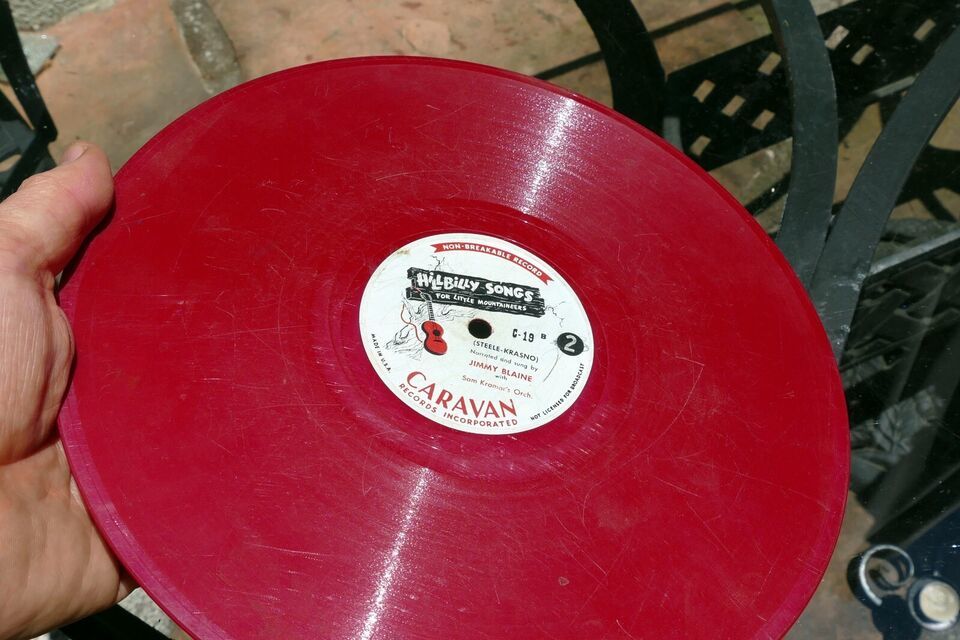 NON-BREAKABLE RECORD
HILLBILLY SONGS
FOR LITTLE MOUNTAINEERS
C-19 B 2
(STEELE-KRASNO)
Narrated and sung by
JIMMY BLAINE
with
Sam Kramar's Orch.
CARAVAN
RECORDS INCORPORATED
MADE IN U.S.A.
NOT LICENSED FOR BROADCAST